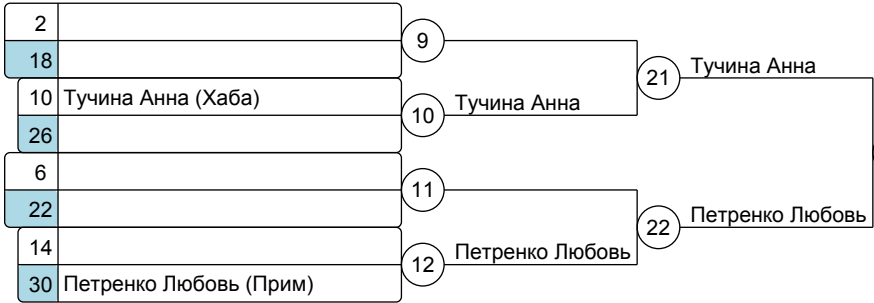 2
18
9
10 Тучина Анна (Хаба)
26
10
Тучина Анна
21
Тучина Анна
6
22
11
14
30 Петренко Любовь (Прим)
12
Петренко Любовь
22
Петренко Любовь